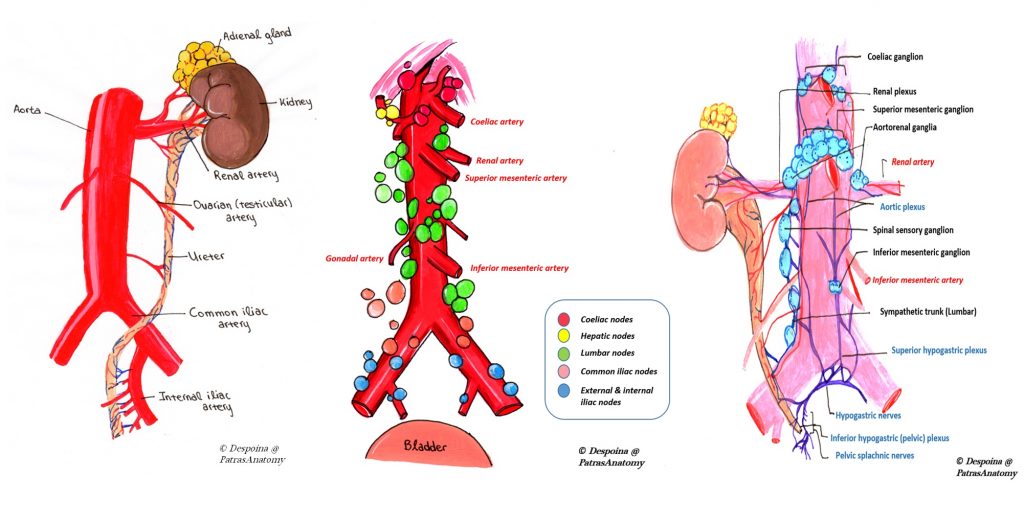 Adrenal gland
Aorta
Kidney
Renal artery
Ovarian (testicular)
artery
Ureter
Common iliac
artery
Internal iliac
artery
© Despoina @
PatrasAnatomy
Coeliac artery
Renal artery
Superior mesenteric artery
Gonadal artery
Inferior mesenteric artery
Coeliac nodes
Hepatic nodes
Lumbar nodes
Common iliac nodes
External & internal
iliac nodes
Bladder
© Despoina @
PatrasAnatomy
Coeliac ganglion
Renal plexus
Superior mesenteric ganglion
Aortorenal ganglia
Renal artery
Aortic plexus
Spinal sensory ganglion
Inferior mesenteric ganglion
Inferior mesenteric artery
Sympathetic trunk (Lumbar)
Superior hypogastric plexus
Hypogastric nerves
Inferior hypogastric (pelvic) plexus
Pelvic splachnic nerves
© Despoina @
PatrasAnatomy